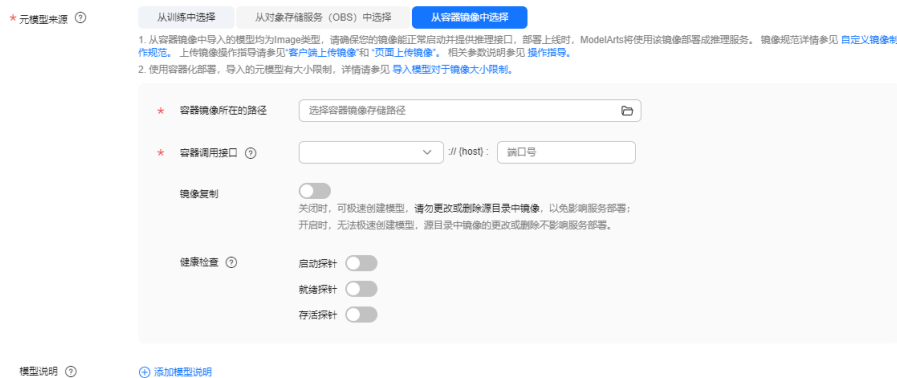 * 元模型来源 ?
从训练中选择 从对象存储服务（OBS）中选择 从容器镜像中选择
1. 从容器镜像中导入的模型均为Image类型，请确保您的镜像能正常启动并提供推理接口，部署上线时，ModelArts将使用该镜像部署成推理服务。 镜像规范详情参见 自定义镜像制
作规范。 上传镜像操作指导请参见“客户端上传镜像”和 “页面上传镜像”。 相关参数说明参见 操作指导。
2. 使用容器化部署，导入的元模型有大小限制，详情请参见 导入模型对于镜像大小限制。
* 容器镜像所在的路径 选择容器镜像存储路径
* 容器调用接口 ? :// {host} : 端口号
镜像复制
关闭时，可极速创建模型，请勿更改或删除源目录中镜像，以免影响服务部署；
开启时，无法极速创建模型，源目录中镜像的更改或删除不影响服务部署。
健康检查 ? 启动探针
就绪探针
存活探针
模型说明 ? 添加模型说明